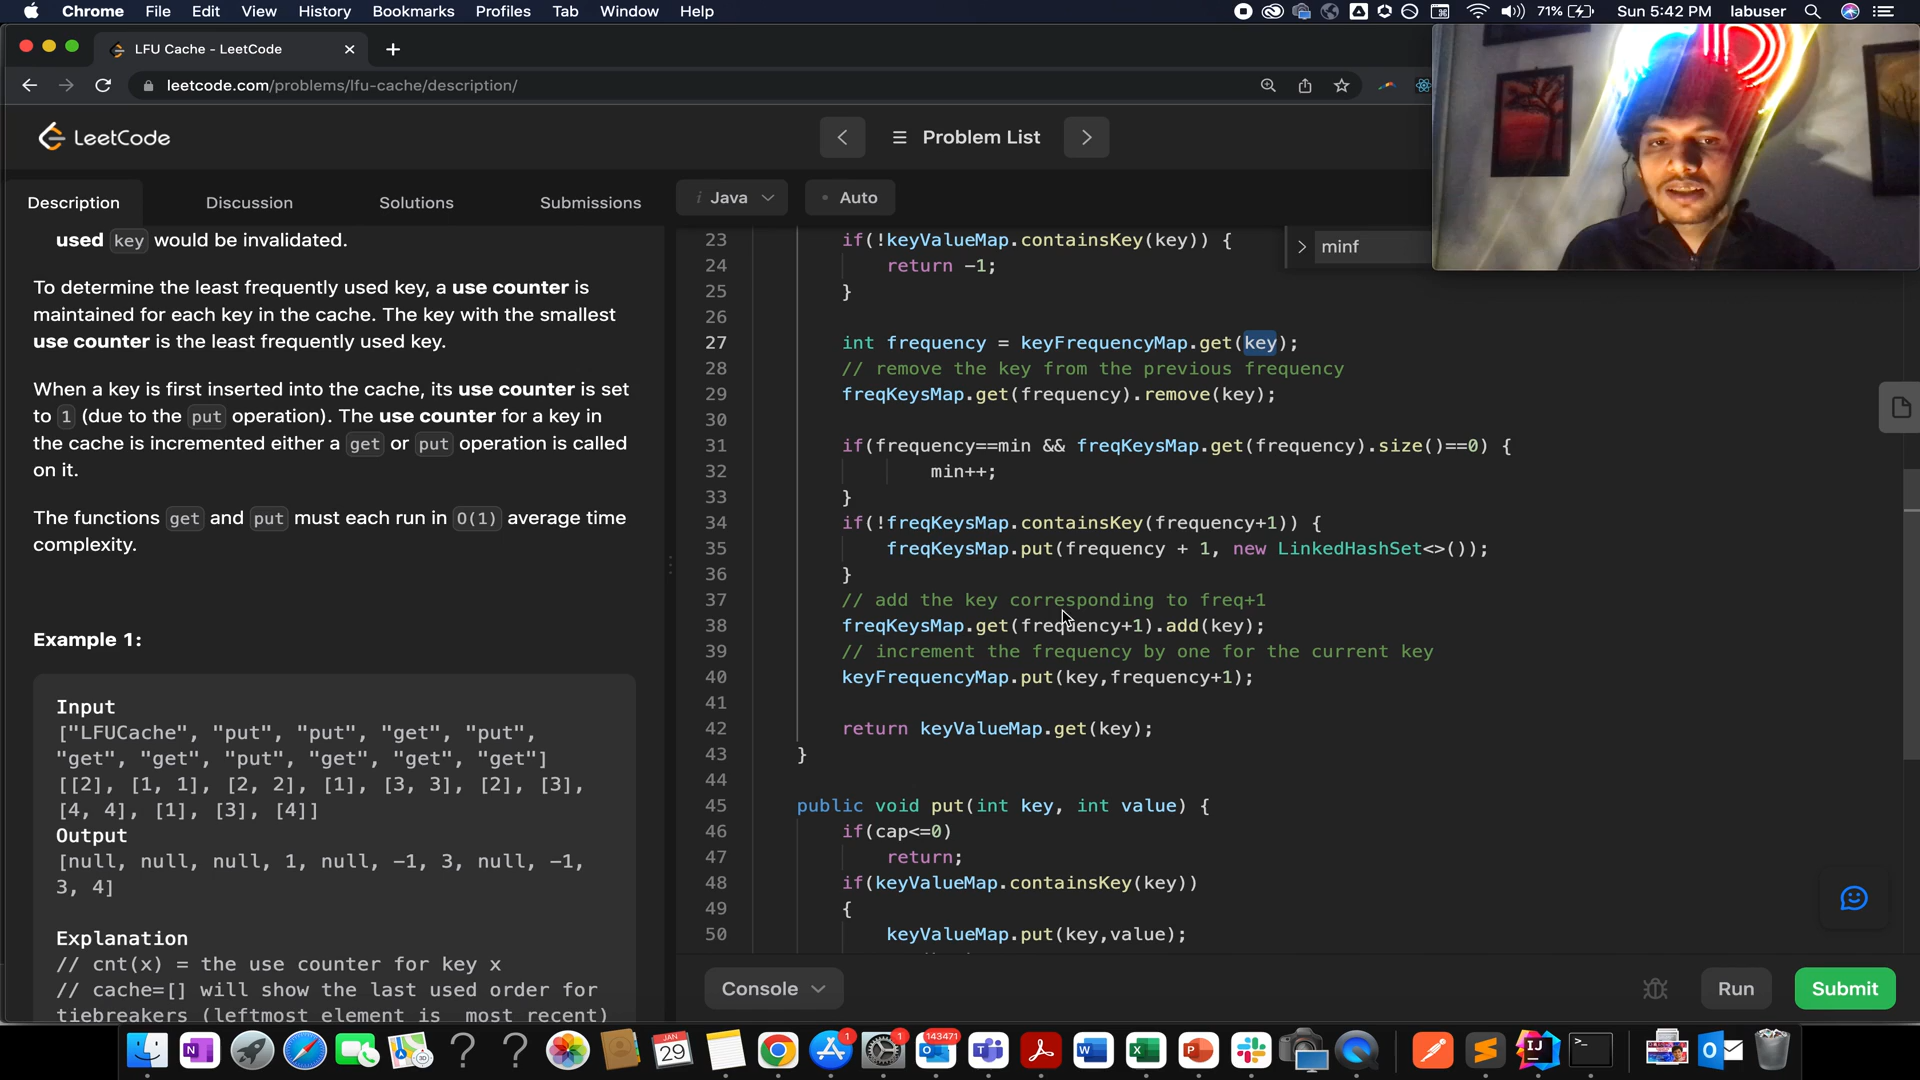 Chrome File Edit View History Bookmarks Profiles Tab Window Help
71% Sun 5:42 PM labuser
LFU Cache - LeetCode
leetcode.com/problems/lfu-cache/description/
LeetCode
Problem List
Description Discussion Solutions Submissions
i Java Auto
minf
used key would be invalidated.
To determine the least frequently used key, a use counter is
maintained for each key in the cache. The key with the smallest
use counter is the least frequently used key.
When a key is first inserted into the cache, its use counter is set
to 1 (due to the put operation). The use counter for a key in
the cache is incremented either a get or put operation is called
on it.
The functions get and put must each run in O(1) average time
complexity.
Example 1:
Input
["LFUCache", "put", "put", "get", "put",
"get", "get", "put", "get", "get", "get"]
[[2], [1, 1], [2, 2], [1], [3, 3], [2], [3],
[4, 4], [1], [3], [4]]
Output
[null, null, null, 1, null, -1, 3, null, -1,
3, 4]
Explanation
// cnt(x) = the use counter for key x
// cache=[] will show the last used order for
tiebreakers (leftmost element is most recent)
23 if(!keyValueMap.containsKey(key)) {
24 return -1;
25 }
26
27 int frequency = keyFrequencyMap.get(key);
28 // remove the key from the previous frequency
29 freqKeysMap.get(frequency).remove(key);
30
31 if(frequency==min && freqKeysMap.get(frequency).size()==0) {
32 min++;
33 }
34 if(!freqKeysMap.containsKey(frequency+1)) {
35 freqKeysMap.put(frequency + 1, new LinkedHashSet<>());
36 }
37 // add the key corresponding to freq+1
38 freqKeysMap.get(frequency+1).add(key);
39 // increment the frequency by one for the current key
40 keyFrequencyMap.put(key,frequency+1);
41
42 return keyValueMap.get(key);
43 }
44
45 public void put(int key, int value) {
46 if(cap<=0)
47 return;
48 if(keyValueMap.containsKey(key))
49 {
50 keyValueMap.put(key,value);
Console Run Submit
JAN
29
1
1
143471